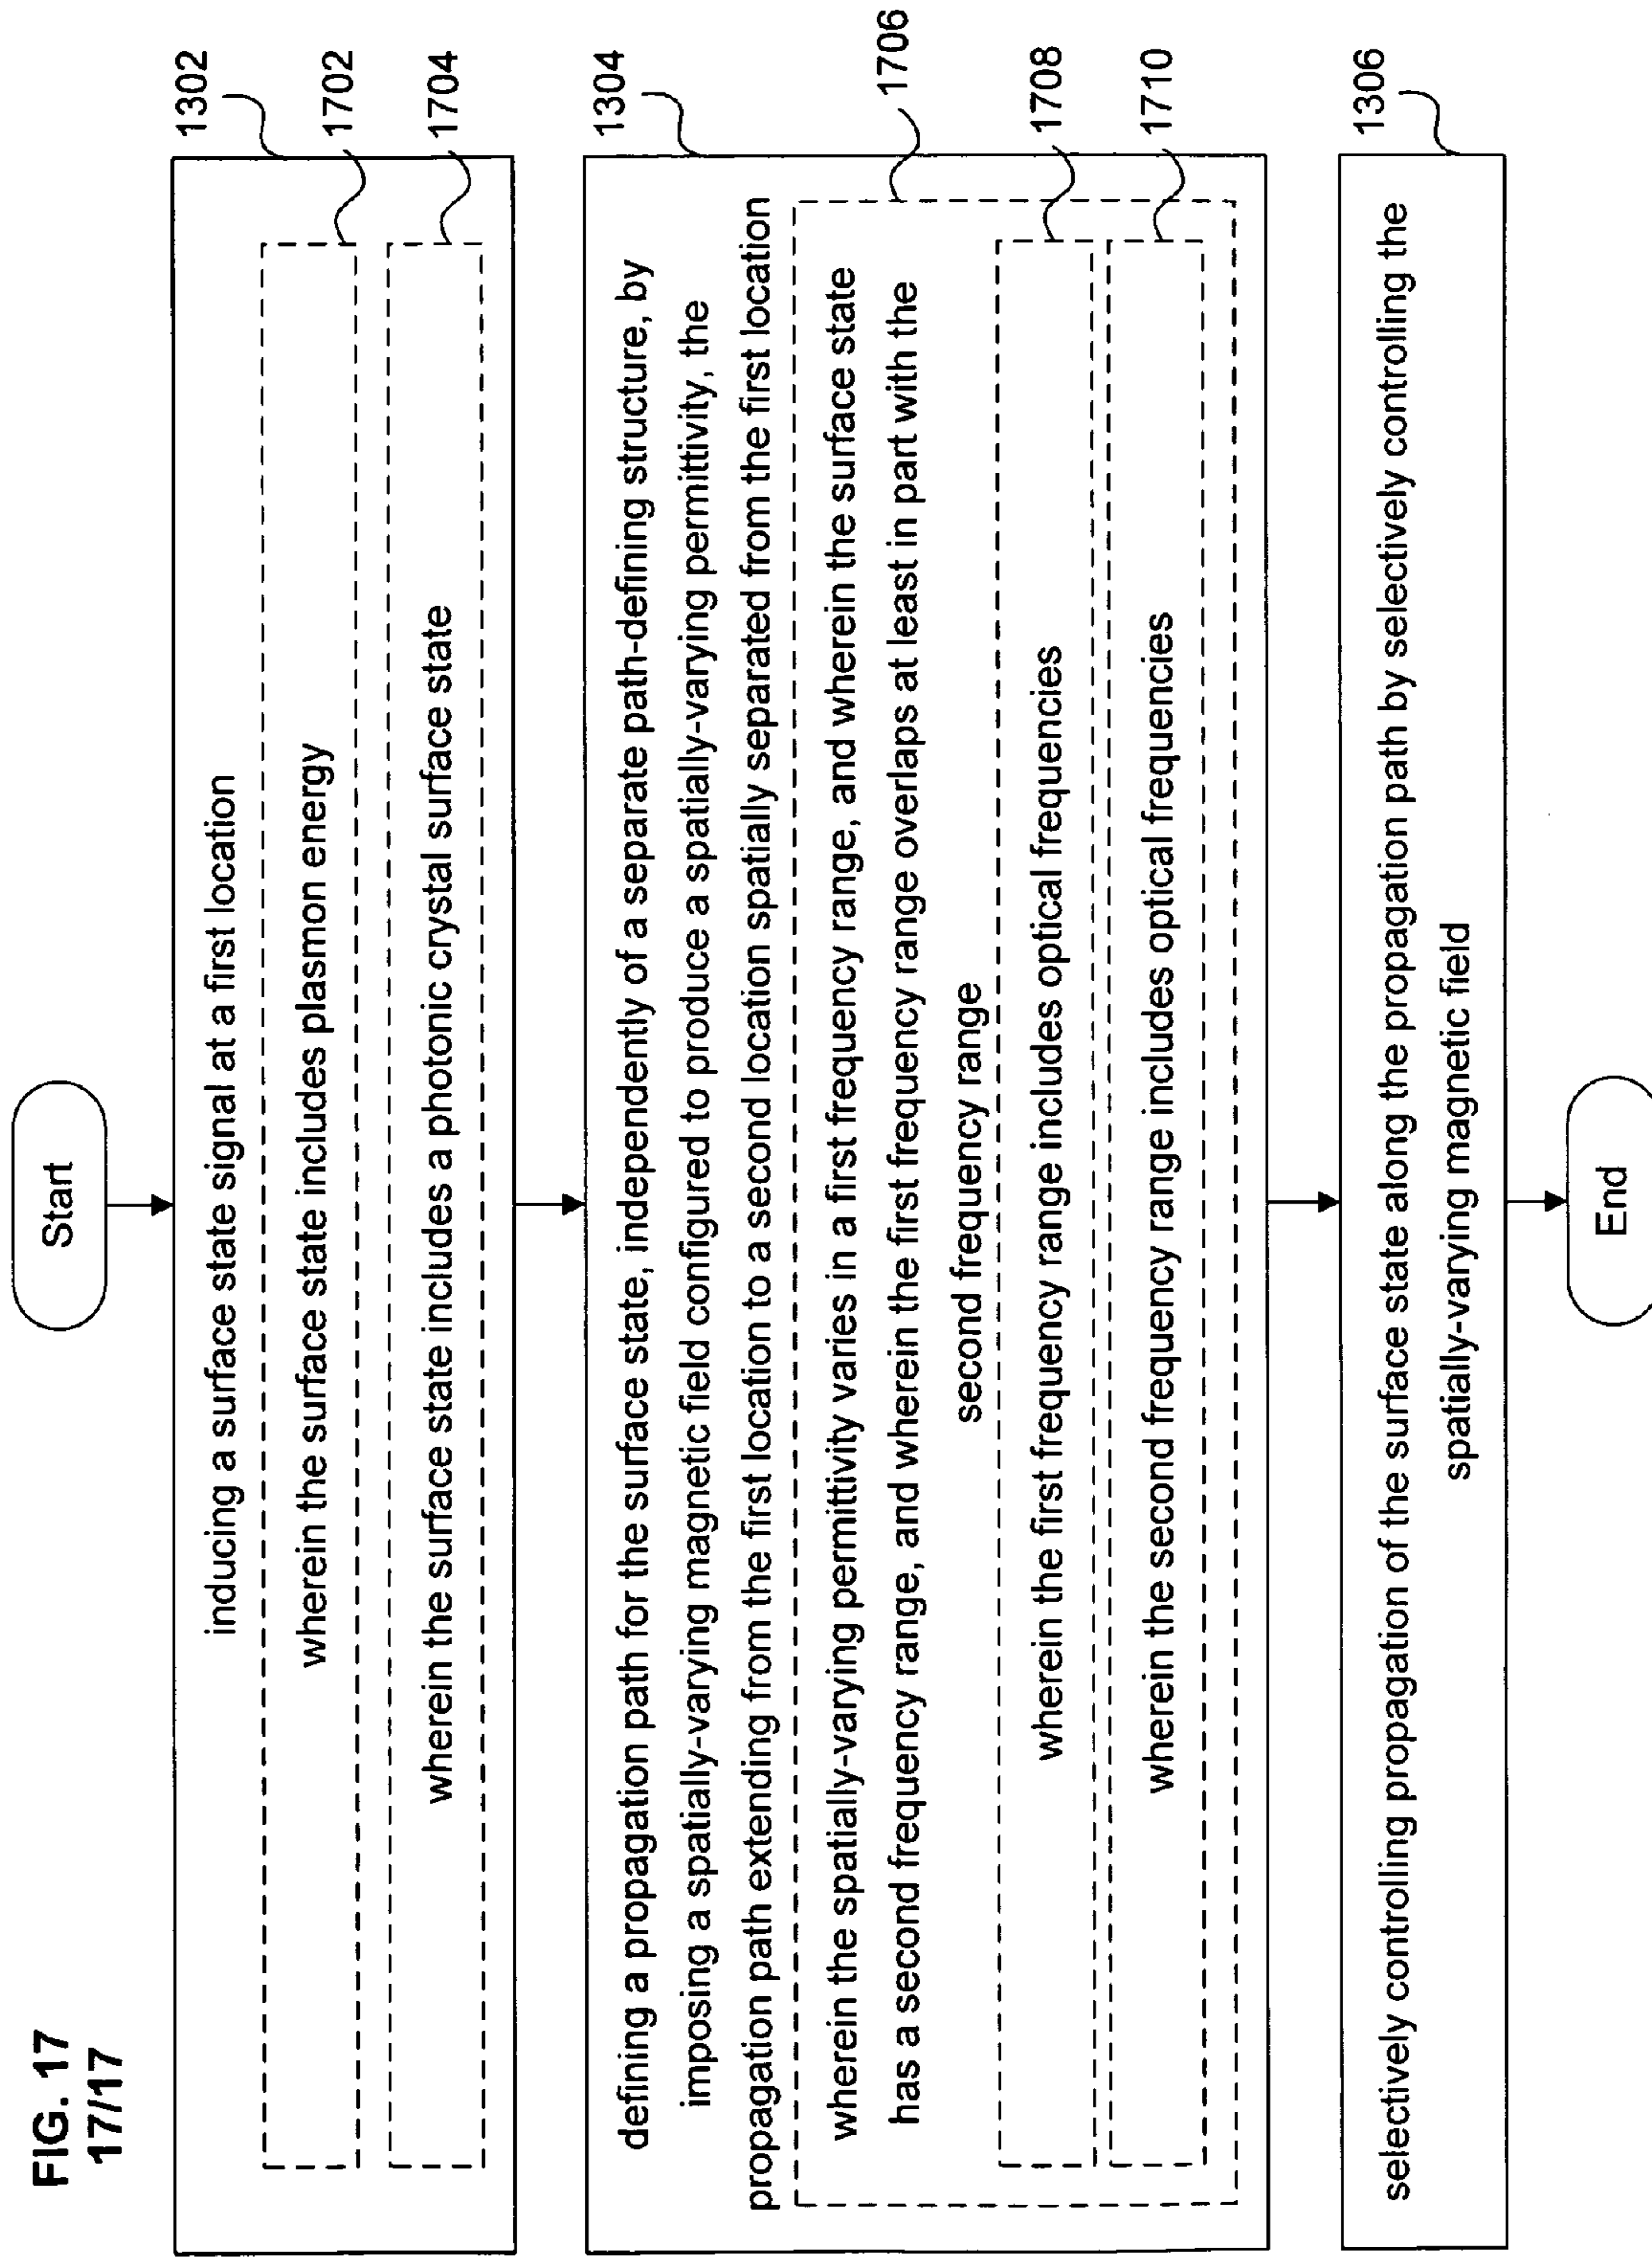 FIG. 17
17/17
Start
1302
inducing a surface state signal at a first location
1702
wherein the surface state includes plasmon energy
1704
wherein the surface state includes a photonic crystal surface state
1304
defining a propagation path for the surface state, independently of a separate path-defining structure, by
imposing a spatially-varying magnetic field configured to produce a spatially-varying permittivity, the
propagation path extending from the first location to a second location spatially separated from the first location
1706
wherein the spatially-varying permittivity varies in a first frequency range, and wherein the surface state
has a second frequency range, and wherein the first frequency range overlaps at least in part with the
second frequency range
1708
wherein the first frequency range includes optical frequencies
1710
wherein the second frequency range includes optical frequencies
1306
selectively controlling propagation of the surface state along the propagation path by selectively controlling the
spatially-varying magnetic field
End